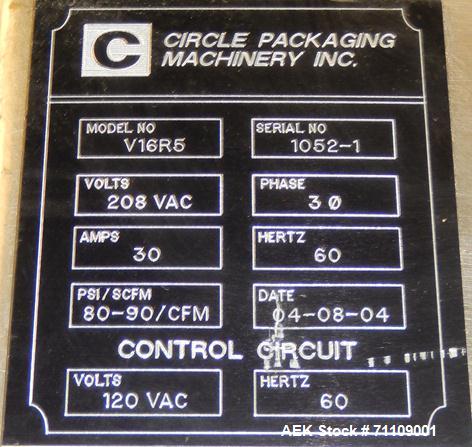 C CIRCLE PACKAGING
MACHINERY INC.
MODEL NO SERIAL NO
V16R5 1052-1
VOLTS PHASE
208 VAC 3 Ø
AMPS HERTZ
30 60
PSI/SCFM DATE
80-90/CFM 04-08-04
CONTROL CIRCUIT
VOLTS HERTZ
120 VAC 60
AEK Stock # 71109001